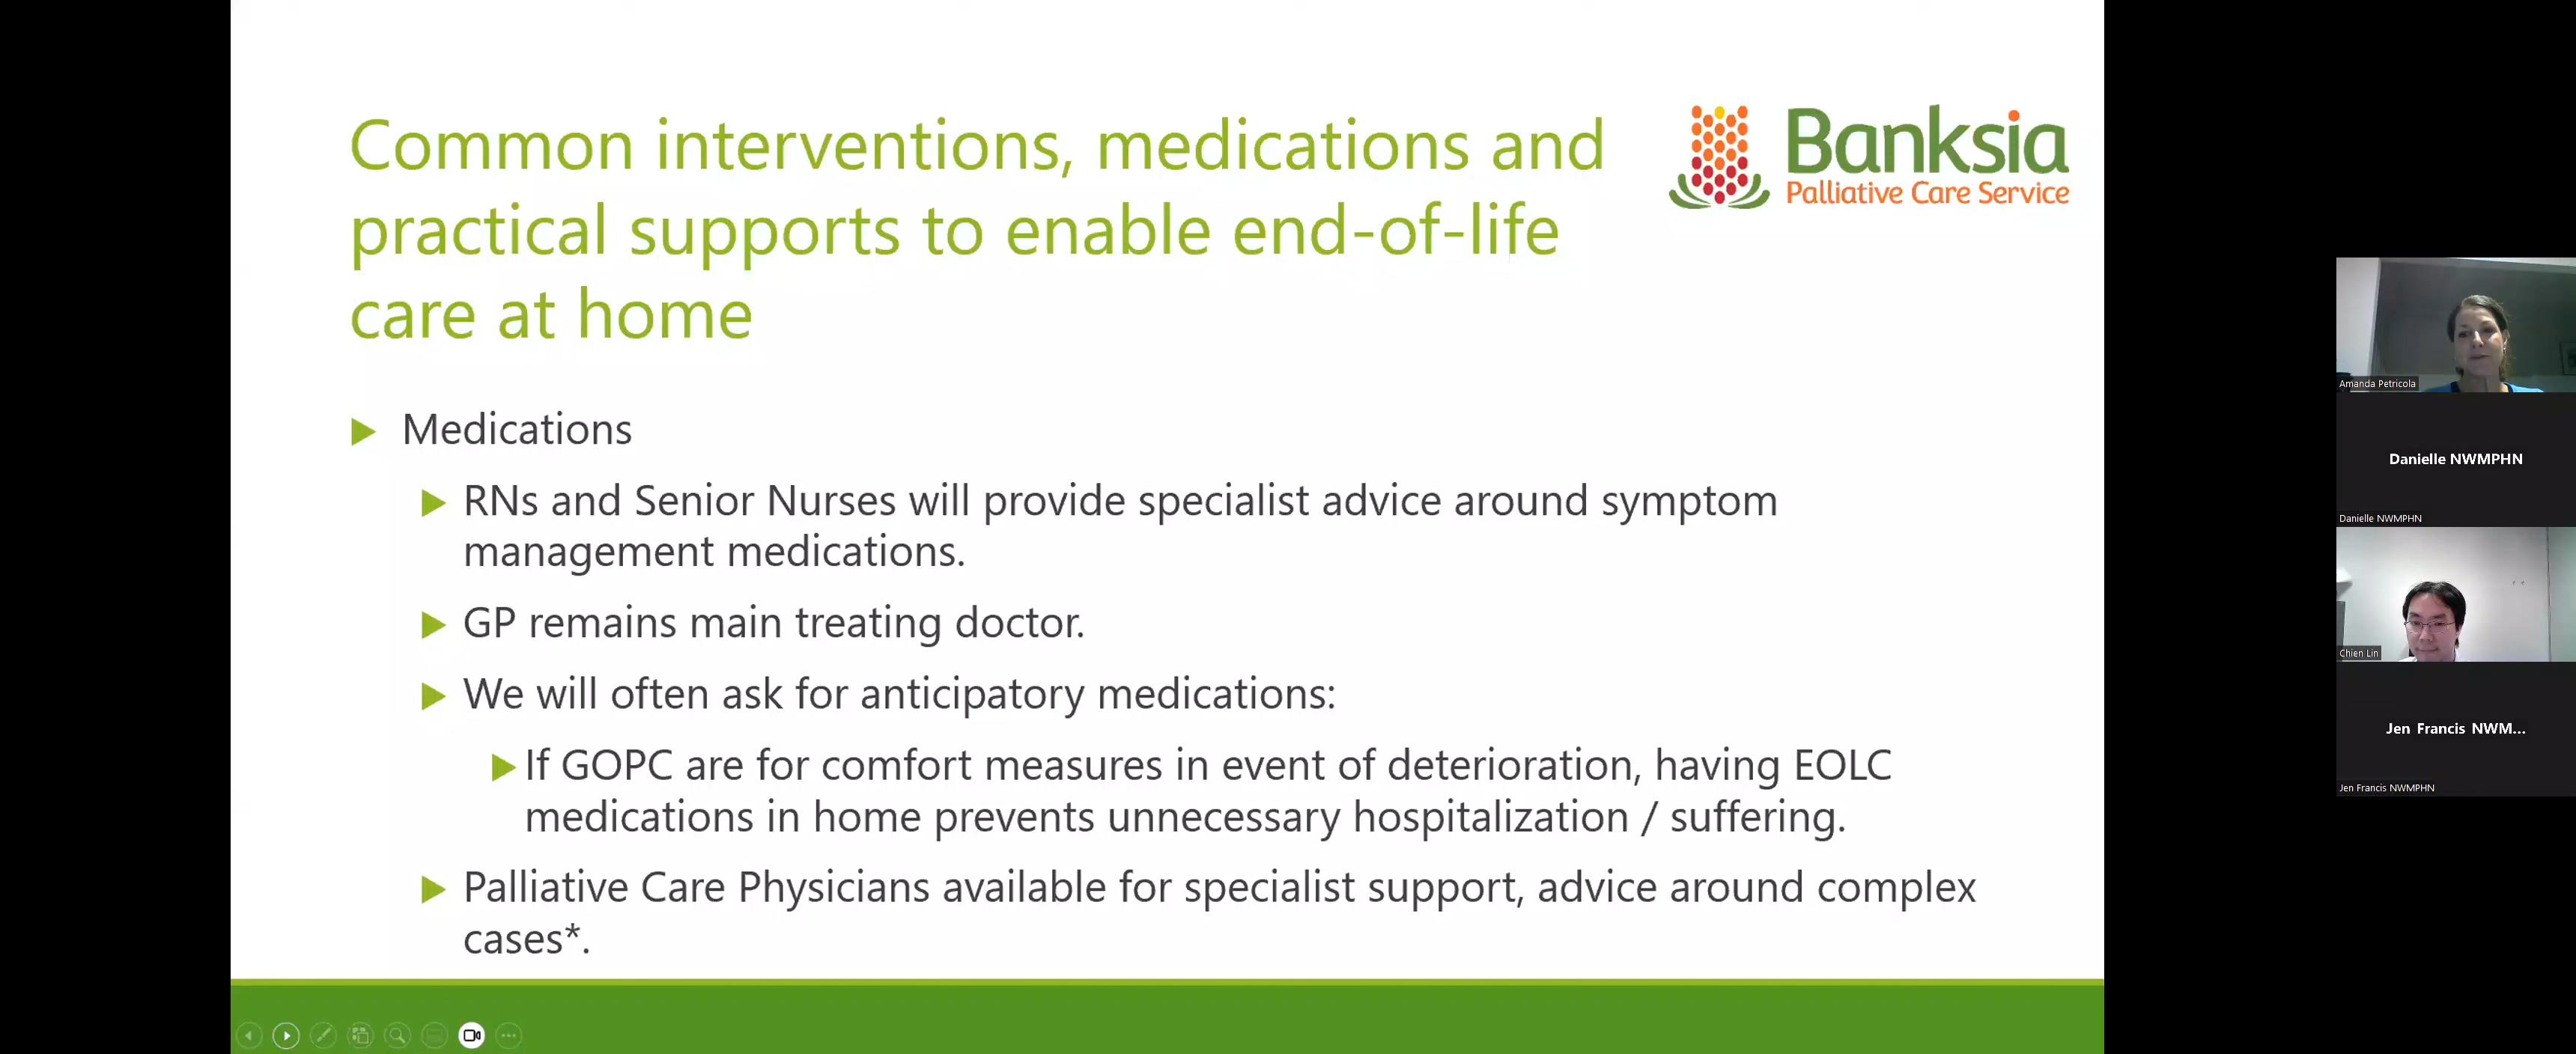 Common interventions, medications and
practical supports to enable end-of-life
care at home
Banksia
Palliative Care Service
Medications
RNs and Senior Nurses will provide specialist advice around symptom
management medications.
GP remains main treating doctor.
We will often ask for anticipatory medications:
If GOPC are for comfort measures in event of deterioration, having EOLC
medications in home prevents unnecessary hospitalization / suffering.
Palliative Care Physicians available for specialist support, advice around complex
cases*.
Amanda Petricola
Danielle NWMPHN
Danielle NWMPHN
Chien Lin
Jen Francis NWM...
Jen Francis NWMPHN